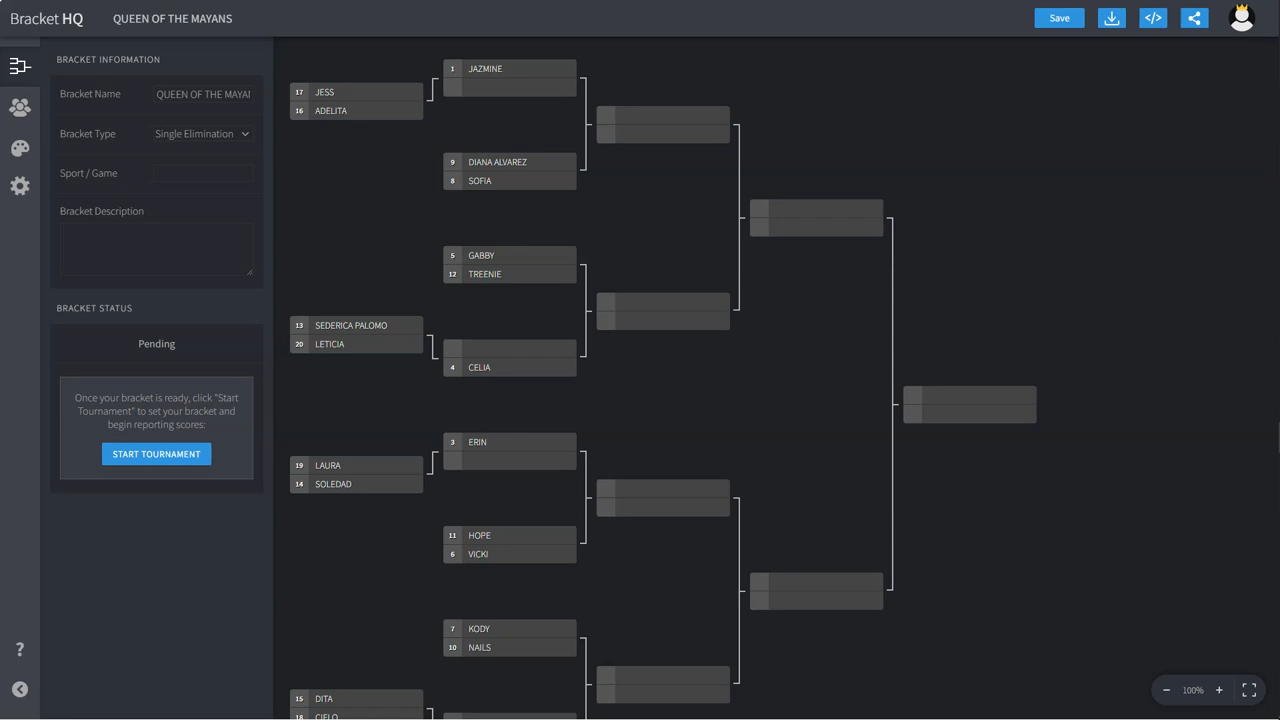 Bracket HQ
QUEEN OF THE MAYANS
Save
BRACKET INFORMATION
Bracket Name
QUEEN OF THE MAYAI
Bracket Type
Single Elimination
Sport / Game
Bracket Description
BRACKET STATUS
Pending
Once your bracket is ready, click "Start
Tournament" to set your bracket and
begin reporting scores:
START TOURNAMENT
17 JESS
16 ADELITA
13 SEDERICA PALOMO
20 LETICIA
19 LAURA
14 SOLEDAD
15 DITA
18 CIELO
1 JAZMINE
9 DIANA ALVAREZ
8 SOFIA
5 GABBY
12 TREENIE
4 CELIA
3 ERIN
11 HOPE
6 VICKI
7 KODY
10 NAILS
?
− 100% +